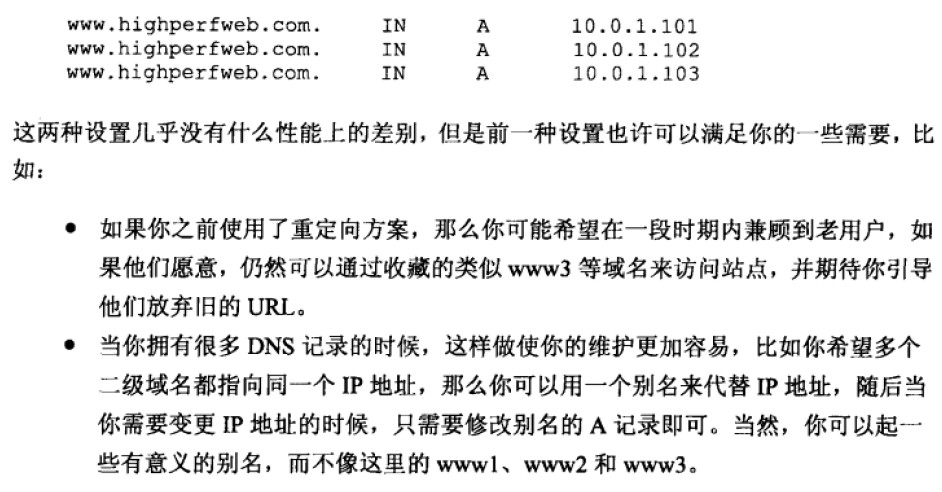 www.highperfweb.com. IN A 10.0.1.101
www.highperfweb.com. IN A 10.0.1.102
www.highperfweb.com. IN A 10.0.1.103
这两种设置几乎没有什么性能上的差别，但是前一种设置也许可以满足你的一些需要，比
如：
● 如果你之前使用了重定向方案，那么你可能希望在一段时期内兼顾到老用户，如
果他们愿意，仍然可以通过收藏的类似 www3 等域名来访问站点，并期待你引导
他们放弃旧的 URL。
● 当你拥有很多 DNS 记录的时候，这样做使你的维护更加容易，比如你希望多个
二级域名都指向同一个 IP 地址，那么你可以用一个别名来代替 IP 地址，随后当
你需要变更 IP 地址的时候，只需要修改别名的 A 记录即可。当然，你可以起一
些有意义的别名，而不像这里的 www1、www2 和 www3。